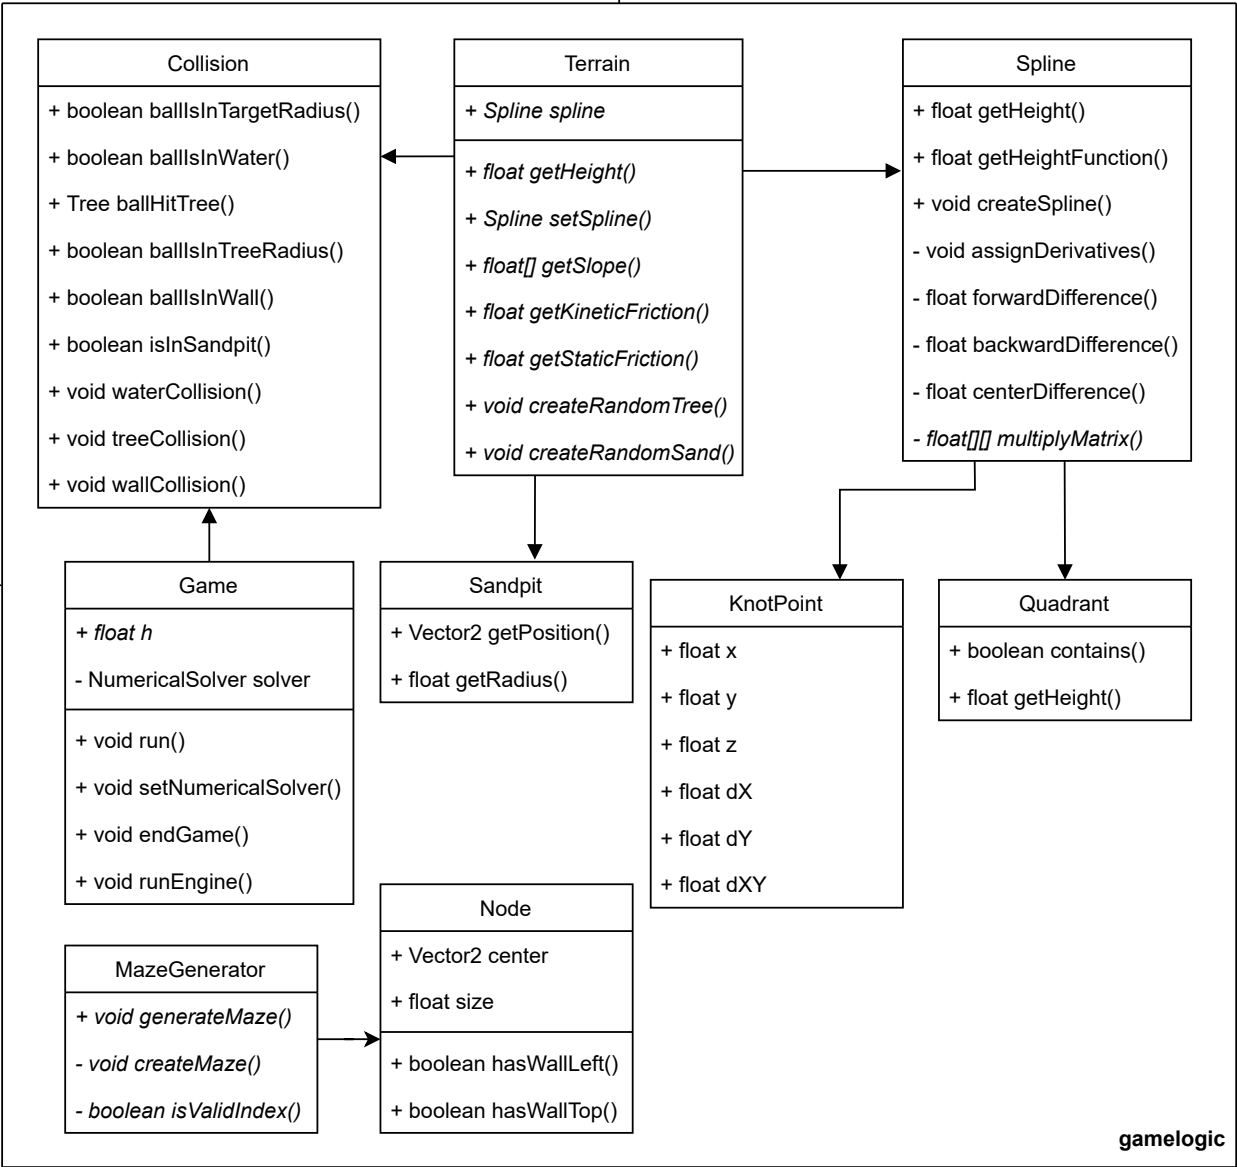 Collision
+ boolean ballIsInTargetRadius()
+ boolean ballIsInWater()
+ Tree ballHitTree()
+ boolean ballIsInTreeRadius()
+ boolean ballIsInWall()
+ boolean isInSandpit()
+ void waterCollision()
+ void treeCollision()
+ void wallCollision()
Terrain
+ Spline spline
+ float getHeight()
+ Spline setSpline()
+ float[] getSlope()
+ float getKineticFriction()
+ float getStaticFriction()
+ void createRandomTree()
+ void createRandomSand()
Spline
+ float getHeight()
+ float getHeightFunction()
+ void createSpline()
- void assignDerivatives()
- float forwardDifference()
- float backwardDifference()
- float centerDifference()
- float[][] multiplyMatrix()
Game
+ float h
- NumericalSolver solver
+ void run()
+ void setNumericalSolver()
+ void endGame()
+ void runEngine()
Sandpit
+ Vector2 getPosition()
+ float getRadius()
KnotPoint
+ float x
+ float y
+ float z
+ float dX
+ float dY
+ float dXY
Quadrant
+ boolean contains()
+ float getHeight()
MazeGenerator
+ void generateMaze()
- void createMaze()
- boolean isValidIndex()
Node
+ Vector2 center
+ float size
+ boolean hasWallLeft()
+ boolean hasWallTop()
gamelogic